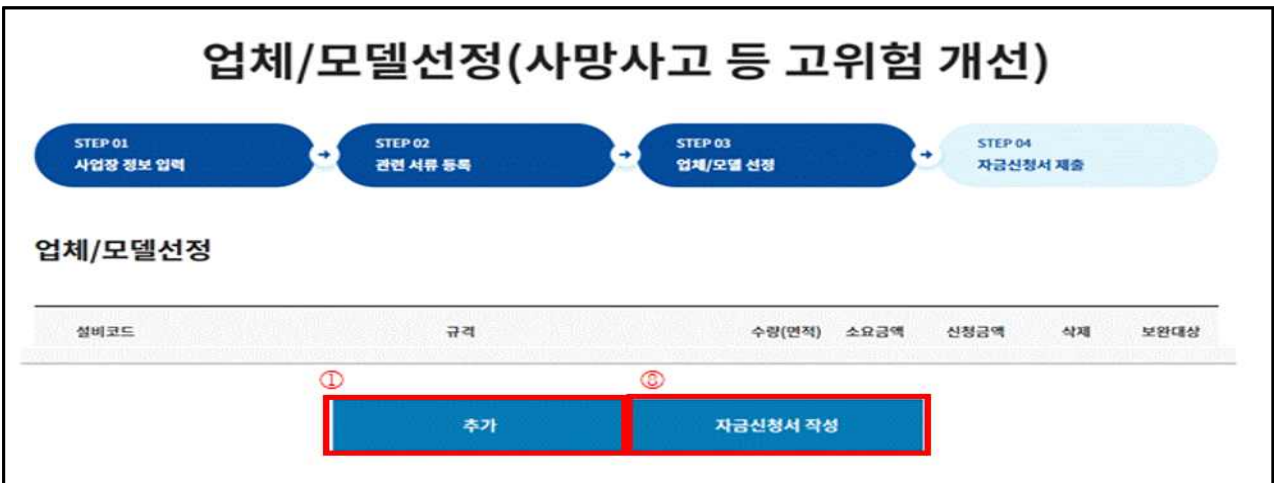 업체/모델선정(사망사고 등 고위험 개선)
STEP 01
사업장 정보 입력
STEP 02
관련 서류 등록
STEP 03
업체/모델 선정
STEP 04
자금신청서 제출
업체/모델선정
설비코드 규격 수량(면적) 소요금액 신청금액 삭제 보완대상
① ⑧
추가 자금신청서 작성